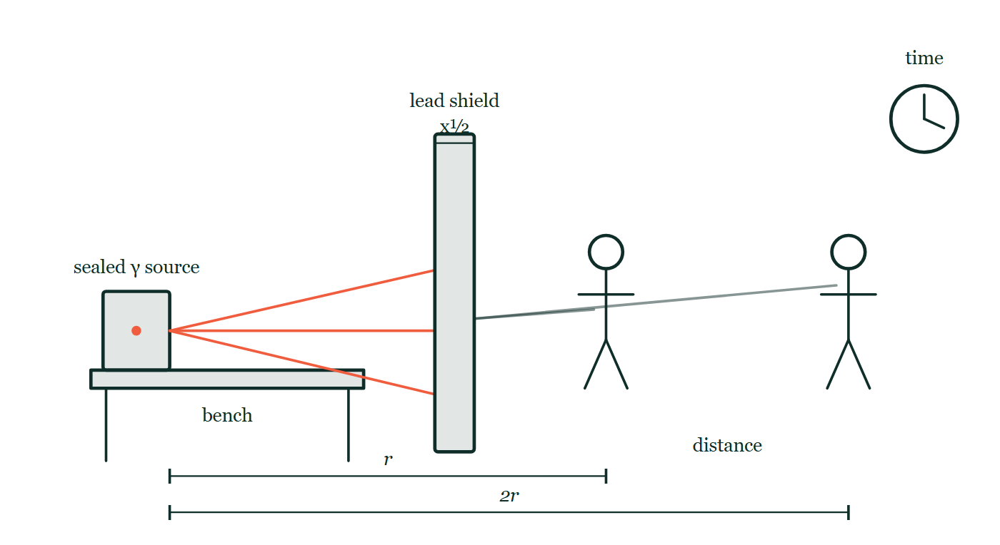 time
lead shield
x½
sealed γ source
bench
distance
r
2r